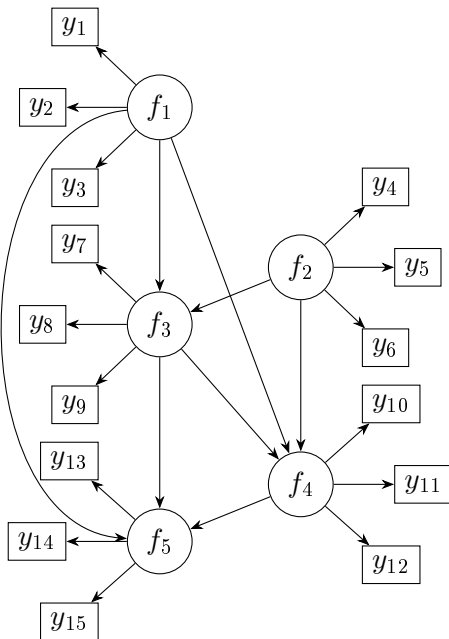 y₁
y₂
f₁
y₃
y₄
y₇
f₂
y₅
y₈
f₃
y₆
y₉
y₁₀
y₁₃
f₄
y₁₁
y₁₄
f₅
y₁₂
y₁₅